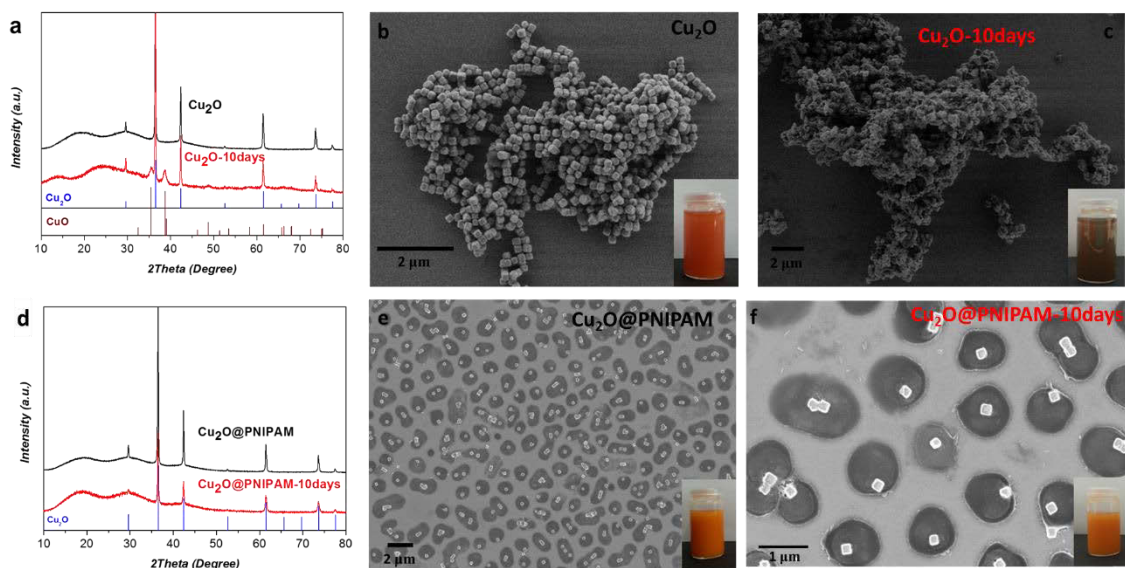 a
Intensity (a.u.)
Cu₂O
Cu₂O-10days
Cu₂O
CuO
10 20 30 40 50 60 70 80
2Theta (Degree)
b
Cu₂O
2 μm
Cu₂O-10days
c
2 μm
d
Intensity (a.u.)
Cu₂O@PNIPAM
Cu₂O@PNIPAM-10days
Cu₂O
10 20 30 40 50 60 70 80
2Theta (Degree)
e
Cu₂O@PNIPAM
2 μm
Cu₂O@PNIPAM-10days
f
1 μm